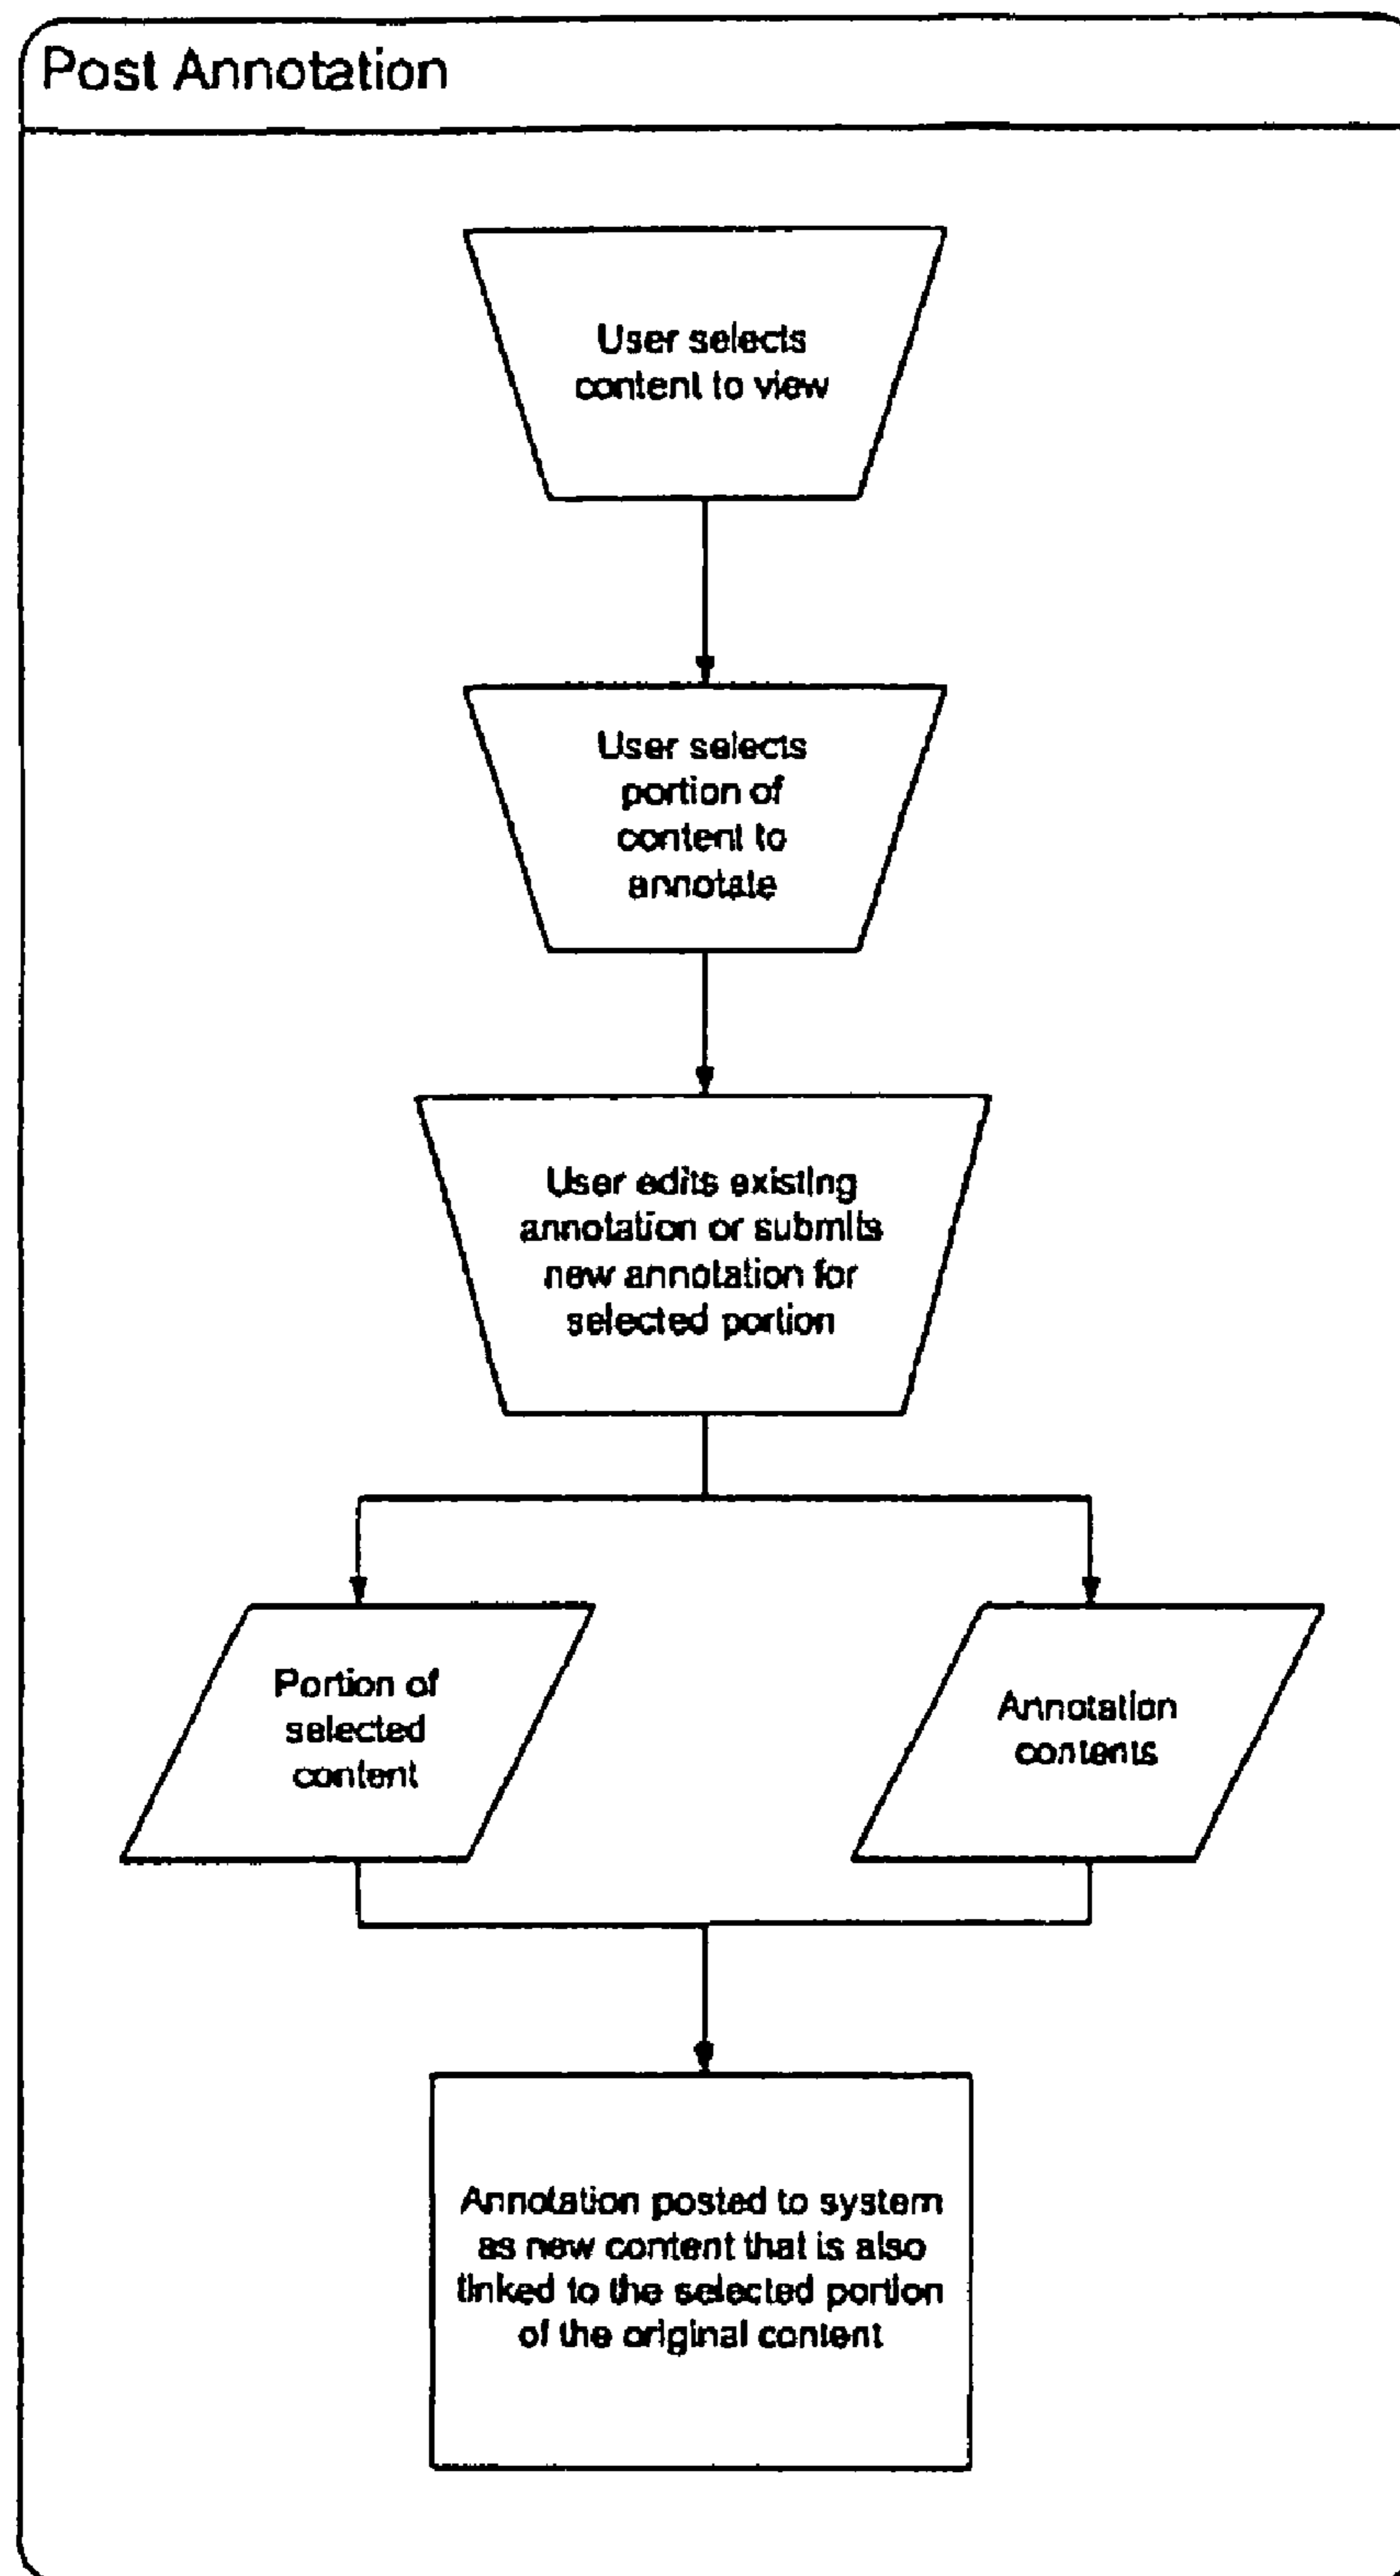 Post Annotation
User selects
content to view
User selects
portion of
content to
annotate
User edits existing
annotation or submits
new annotation for
selected portion
Portion of
selected
content
Annotation
contents
Annotation posted to system
as new content that is also
linked to the selected portion
of the original content